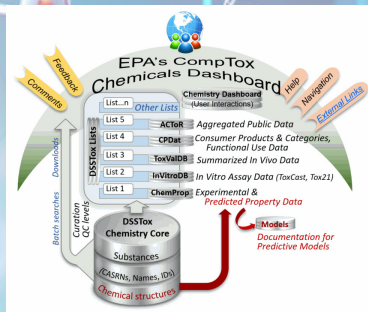 EPA's CompTox
Chemicals Dashboard
Feedback
Comments
Help
Navigation
External Links
Chemistry Dashboard
(User Interactions)
List...n
Other Lists
List 5
ACToR
Aggregated Public Data
List 4
CPDat
Consumer Products & Categories,
Functional Use Data
List 3
ToxValDB
Summarized In Vivo Data
List 2
InVitroDB
In Vitro Assay Data (ToxCast, Tox21)
List 1
ChemProp
Experimental &
Predicted Property Data
DSSTox Lists
Downloads
Batch searches
Curation
QC levels
Models
Documentation for
Predictive Models
DSSTox
Chemistry Core
Substances
(CASRNs, Names, IDs)
Chemical structures